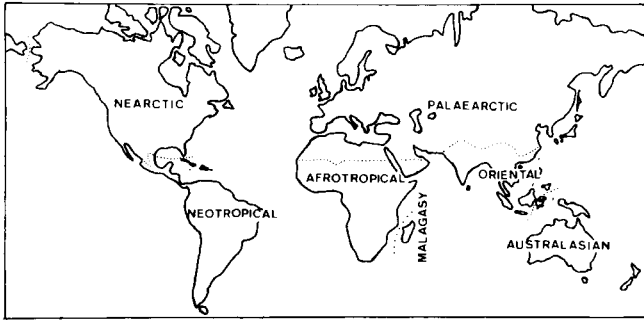 NEARCTIC
PALAEARCTIC
AFROTROPICAL
ORIENTAL
NEOTROPICAL
MALAGASY
AUSTRALASIAN